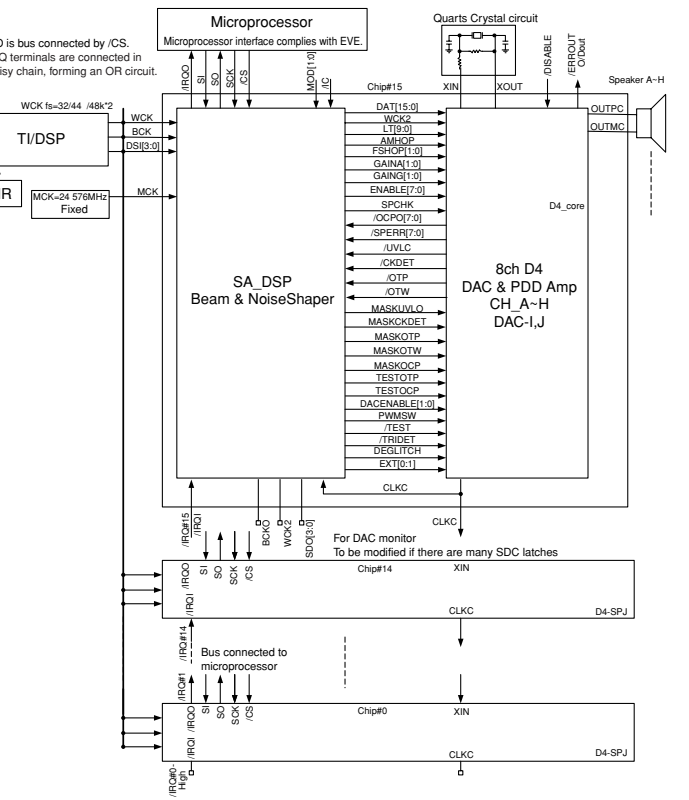 Microprocessor
Microprocessor interface complies with EVE.
Quarts Crystal circuit
D is bus connected by /CS.
Q terminals are connected in
isy chain, forming an OR circuit.
/IRQO
SI
SO
SCK
/CS
MOD[1:0]
/IC
Chip#15
XIN
XOUT
/DISABLE
/ERROUT
O/Dout
Speaker A~H
WCK fs=32/44 /48k*2
TI/DSP
WCK
BCK
DSI[3:0]
IR
MCK=24 576MHz
Fixed
MCK
SA_DSP
Beam & NoiseShaper
DAT[15:0]
WCK2
LT[9:0]
AMHOP
FSHOP[1:0]
GAINA[1:0]
GAING[1:0]
ENABLE[7:0]
SPCHK
/OCPO[7:0]
/SPERR[7:0]
/UVLC
/CKDET
/OTP
/OTW
MASKUVLO
MASKCKDET
MASKOTP
MASKOTW
MASKOCP
TESTOTP
TESTOCP
DACENABLE[1:0]
PWMSW
/TEST
/TRIDET
DEGLITCH
EXT[0:1]
CLKC
OUTPC
OUTMC
D4_core
8ch D4
DAC & PDD Amp
CH_A~H
DAC-I,J
/IRQ#15
/IRQI
BCKO
WCK2
SDO[3:0]
CLKC
For DAC monitor
To be modified if there are many SDC latches
/IRQO
SI
SO
SCK
/CS
Chip#14
XIN
/IRQI
CLKC
D4-SPJ
/IRQ#14
Bus connected to
microprocessor
/IRQ#1
/IRQO
SI
SO
SCK
/CS
Chip#0
XIN
/IRQI
CLKC
D4-SPJ
/IRQ#0-
High